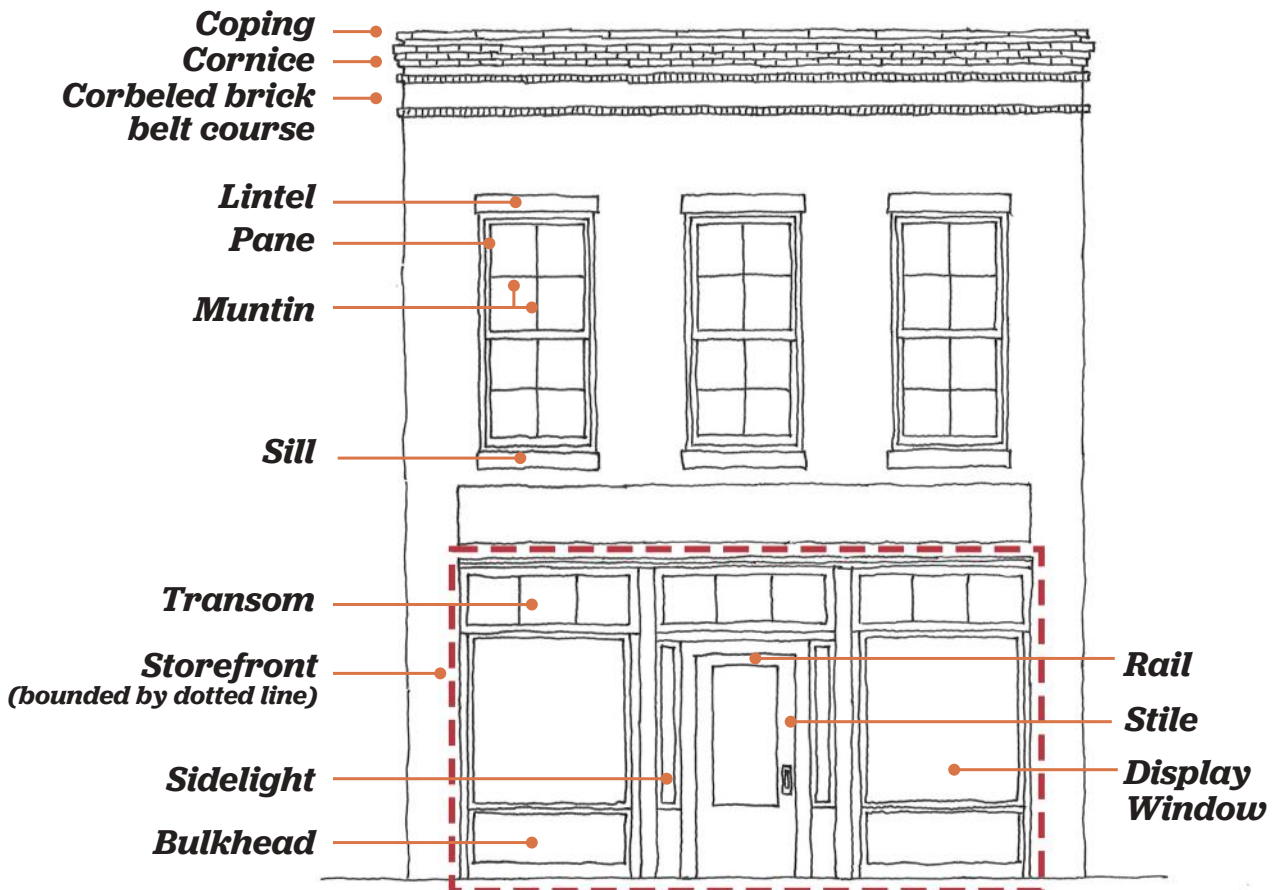 Coping
Cornice
Corbeled brick
belt course
Lintel
Pane
Muntin
Sill
Transom
Storefront
(bounded by dotted line)
Sidelight
Bulkhead
Rail
Stile
Display
Window